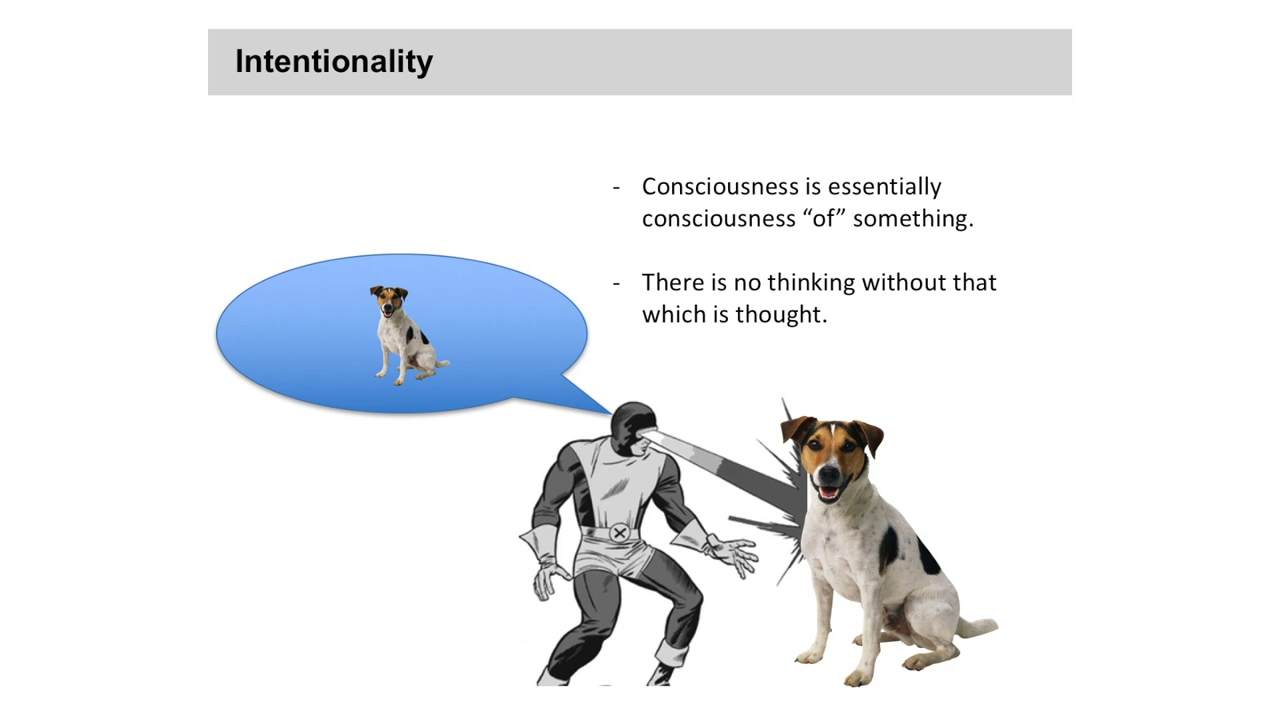 Intentionality
- Consciousness is essentially
consciousness “of” something.
- There is no thinking without that
which is thought.